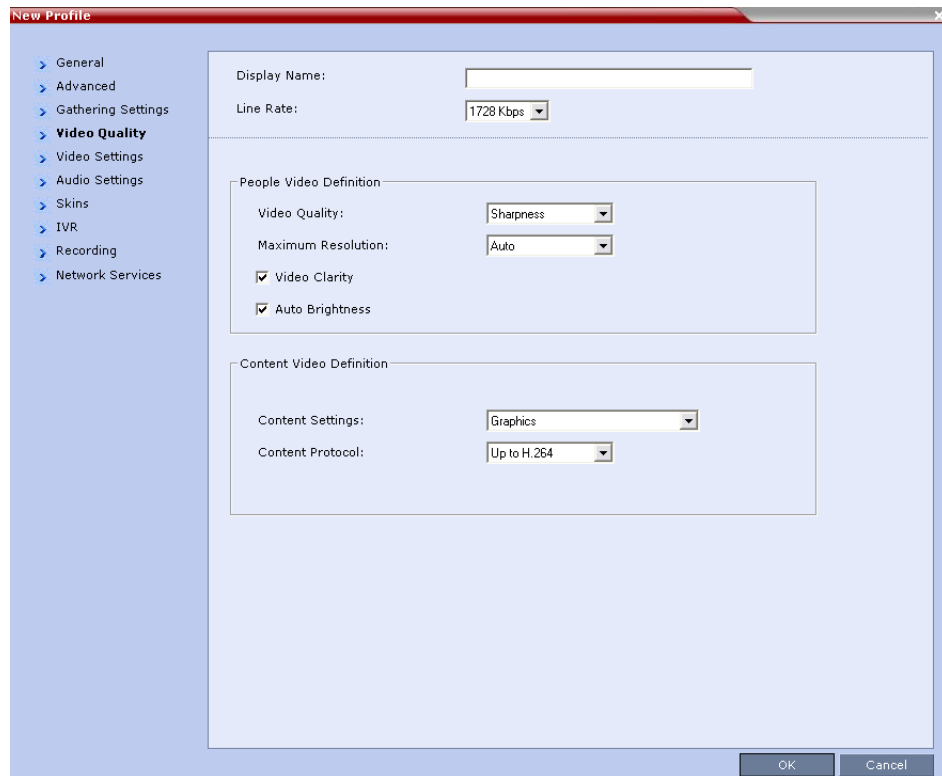 New Profile
General
Advanced
Gathering Settings
Video Quality
Video Settings
Audio Settings
Skins
IVR
Recording
Network Services
Display Name:
Line Rate: 1728 Kbps
People Video Definition
Video Quality: Sharpness
Maximum Resolution: Auto
Video Clarity
Auto Brightness
Content Video Definition
Content Settings: Graphics
Content Protocol: Up to H.264
OK Cancel